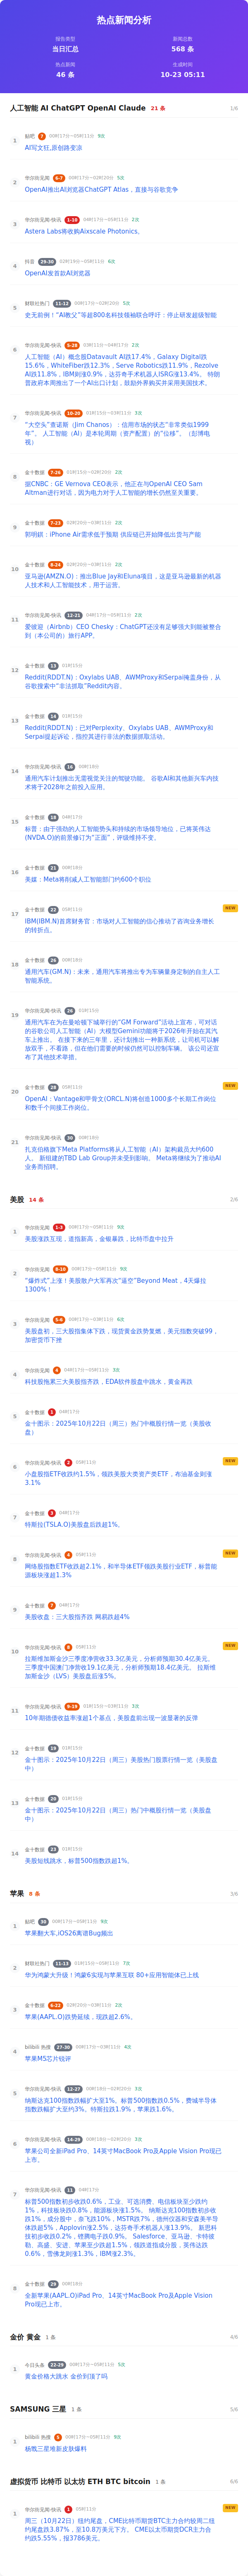 热点新闻分析
报告类型
当日汇总
新闻总数
568 条
热点新闻
46 条
生成时间
10-23 05:11
人工智能 AI ChatGPT OpenAI Claude 21 条 1/6
1
贴吧 7 00时17分~05时11分 9次
AI写文狂,原创路变凉
2
华尔街见闻 6-7 00时17分~02时20分 5次
OpenAI推出AI浏览器ChatGPT Atlas，直接与谷歌竞争
3
华尔街见闻-快讯 1-10 04时17分~05时11分 2次
Astera Labs将收购Aixscale Photonics。
4
抖音 29-30 02时19分~05时11分 6次
OpenAI发首款AI浏览器
5
财联社热门 11-12 00时17分~02时20分 5次
史无前例！“AI教父”等超800名科技领袖联合呼吁：停止研发超级智能
6
华尔街见闻-快讯 5-28 03时11分~04时17分 2次
人工智能（AI）概念股Datavault AI跌17.4%，Galaxy Digital跌
15.6%，WhiteFiber跌12.3%，Serve Robotics跌11.9%，Rezolve
AI跌11.8%，IBM则涨0.9%，达芬奇手术机器人ISRG涨13.4%。 特朗
普政府本周推出了一个AI出口计划，鼓励外界购买并采用美国技术。
7
华尔街见闻-快讯 10-20 01时15分~03时11分 3次
“大空头”查诺斯（Jim Chanos）：信用市场的状态“非常类似1999
年”。 人工智能（AI）是本轮周期（资产配置）的“位移”。（彭博电
视）
8
金十数据 7-26 01时15分~02时20分 2次
据CNBC：GE Vernova CEO表示，他正在与OpenAI CEO Sam
Altman进行对话，因为电力对于人工智能的增长仍然至关重要。
9
金十数据 7-23 02时20分~03时11分 2次
郭明錤：iPhone Air需求低于预期 供应链已开始降低出货与产能
10
金十数据 8-24 02时20分~03时11分 2次
亚马逊(AMZN.O)：推出Blue Jay和Eluna项目，这是亚马逊最新的机器
人技术和人工智能技术，用于运营。
11
华尔街见闻-快讯 12-21 04时17分~05时11分 2次
爱彼迎（Airbnb）CEO Chesky：ChatGPT还没有足够强大到能被整合
到（本公司的）旅行APP。
12
金十数据 13 01时15分
Reddit(RDDT.N)：Oxylabs UAB、AWMProxy和Serpai掩盖身份，从
谷歌搜索中“非法抓取”Reddit内容。
13
金十数据 14 01时15分
Reddit(RDDT.N)：已对Perplexity、Oxylabs UAB、AWMProxy和
Serpai提起诉讼，指控其进行非法的数据抓取活动。
14
华尔街见闻-快讯 16 00时18分
通用汽车计划推出无需视觉关注的驾驶功能。 谷歌AI和其他新兴车内技
术将于2028年之前投入应用。
15
金十数据 18 04时17分
标普：由于强劲的人工智能势头和持续的市场领导地位，已将英伟达
(NVDA.O)的前景修订为“正面”，评级维持不变。
16
金十数据 21 00时18分
美媒：Meta将削减人工智能部门约600个职位
17
金十数据 22 05时11分 NEW
IBM(IBM.N)首席财务官：市场对人工智能的信心推动了咨询业务增长
的转折点。
18
金十数据 26 00时18分
通用汽车(GM.N)：未来，通用汽车将推出专为车辆量身定制的自主人工
智能系统。
19
华尔街见闻-快讯 26 01时15分
通用汽车在为在曼哈顿下城举行的“GM Forward”活动上宣布，可对话
的谷歌公司人工智能（AI）大模型Gemini功能将于2026年开始在其汽
车上推出。 在接下来的三年里，还计划推出一种新系统，让司机可以解
放双手，不看路，但在他们需要的时候仍然可以控制车辆。 该公司还宣
布了其他技术举措。
20
金十数据 28 05时11分 NEW
OpenAI：Vantage和甲骨文(ORCL.N)将创造1000多个长期工作岗位
和数千个间接工作岗位。
21
华尔街见闻-快讯 30 00时18分
扎克伯格旗下Meta Platforms将从人工智能（AI）架构裁员大约600
人。 新组建的TBD Lab Group并未受到影响。 Meta将继续为了推动AI
业务而招聘。
美股 14 条 2/6
1
华尔街见闻 1-3 00时17分~05时11分 9次
美股涨跌互现，道指新高，金银暴跌，比特币盘中拉升
2
华尔街见闻 8-10 00时17分~05时11分 9次
“爆炸式”上涨！美股散户大军再次“逼空”Beyond Meat，4天爆拉
1300%！
3
华尔街见闻-快讯 5-6 00时17分~03时11分 4次
美股盘初，三大股指集体下跌，现货黄金跌势复燃，美元指数突破99，
加密货币下挫
4
华尔街见闻 4 04时17分~05时11分 3次
科技股拖累三大美股指齐跌，EDA软件股盘中跳水，黄金再跌
5
金十数据 1 04时17分
金十图示：2025年10月22日（周三）热门中概股行情一览（美股收
盘）
6
华尔街见闻-快讯 2 05时11分 NEW
小盘股指ETF收跌约1.5%，领跌美股大类资产类ETF，布油基金则涨
3.1%
7
金十数据 3 04时17分
特斯拉(TSLA.O)美股盘后跌超1%。
8
华尔街见闻-快讯 4 05时11分 NEW
网络股指数ETF收跌超2.1%，和半导体ETF领跌美股行业ETF，标普能
源板块涨超1.3%
9
金十数据 7 04时17分
美股收盘：三大股指齐跌 网易跌超4%
10
华尔街见闻-快讯 9 05时11分 NEW
拉斯维加斯金沙三季度净营收33.3亿美元，分析师预期30.4亿美元。
三季度中国澳门净营收19.1亿美元，分析师预期18.4亿美元。 拉斯维
加斯金沙（LVS）美股盘后涨5%。
11
华尔街见闻-快讯 9-19 01时15分~03时11分 3次
10年期德债收益率涨超1个基点，美股盘前出现一波显著的反弹
12
金十数据 19 01时15分
金十图示：2025年10月22日（周三）美股热门股票行情一览（美股盘
中）
13
金十数据 20 01时15分
金十图示：2025年10月22日（周三）热门中概股行情一览（美股盘
中）
14
金十数据 23 01时15分
美股短线跳水，标普500指数跌超1%。
苹果 8 条 3/6
1
贴吧 30 00时17分~05时11分 9次
苹果翻大车,iOS26离谱Bug频出
2
财联社热门 11-13 01时15分~05时11分 7次
华为鸿蒙大升级！鸿蒙6实现与苹果互联 80+应用智能体已上线
3
金十数据 6-22 02时20分~03时11分 2次
苹果(AAPL.O)跌势延续，现跌超2.6%。
4
bilibili 热搜 27-30 00时17分~03时11分 4次
苹果M5芯片锐评
5
华尔街见闻-快讯 12-27 00时18分~02时20分 3次
纳斯达克100指数跌幅扩大至1%。标普500指数跌0.5%，费城半导体
指数跌幅扩大至约3%。特斯拉跌1.9%，苹果跌1.6%。
6
华尔街见闻-快讯 14-29 00时18分~02时20分 3次
苹果公司全新iPad Pro、14英寸MacBook Pro及Apple Vision Pro现已
上市。
7
华尔街见闻-快讯 11 04时17分
标普500指数初步收跌0.6%，工业、可选消费、电信板块至少跌约
1%，科技板块跌0.8%，能源板块涨1.5%。 纳斯达克100指数初步收
跌1%，成分股中，奈飞跌10%，MSTR跌7%，德州仪器和安森美半导
体跌超5%，Applovin涨2.5%，达芬奇手术机器人涨13.9%。 新思科
技初步收跌0.2%，铿腾电子跌0.9%。 Salesforce、亚马逊、卡特彼
勒、高盛、安进、苹果至少跌超1.5%，领跌道指成分股，英伟达跌
0.6%，雪佛龙则涨1.3%，IBM涨2.3%。
8
金十数据 29 00时18分
全新苹果(AAPL.O)iPad Pro、14英寸MacBook Pro及Apple Vision
Pro现已上市。
金价 黄金 1 条 4/6
1
今日头条 22-29 00时17分~05时11分 5次
黄金价格大跳水 金价到顶了吗
SAMSUNG 三星 1 条 5/6
1
bilibili 热搜 5 00时17分~05时11分 9次
杨戬三星堆新皮肤爆料
虚拟货币 比特币 以太坊 ETH BTC bitcoin 1 条 6/6
1
华尔街见闻-快讯 1 05时11分 NEW
周三（10月22日）纽约尾盘，CME比特币期货BTC主力合约较周二纽
约尾盘跌3.87%，至10.8万美元下方。 CME以太币期货DCR主力合
约跌5.55%，报3786美元。